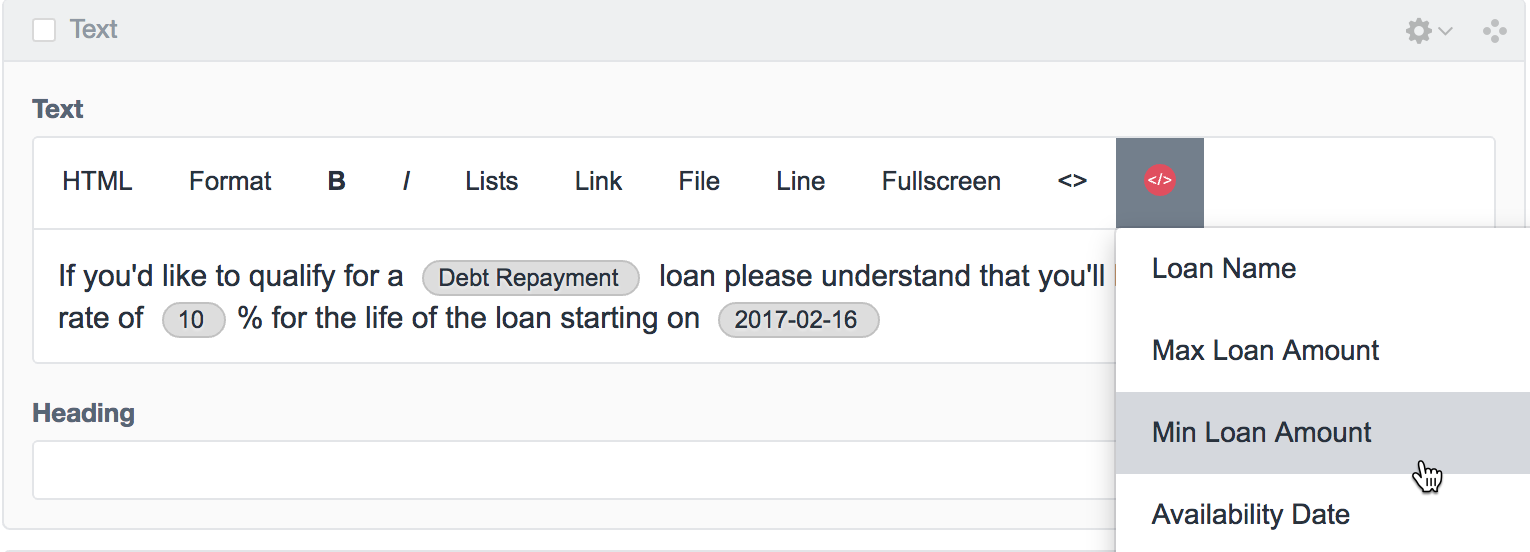 Text
Text
HTML Format B I Lists Link File Line Fullscreen <> </>
If you'd like to qualify for a Debt Repayment loan please understand that you'll
rate of 10 % for the life of the loan starting on 2017-02-16
Loan Name
Max Loan Amount
Min Loan Amount
Availability Date
Heading